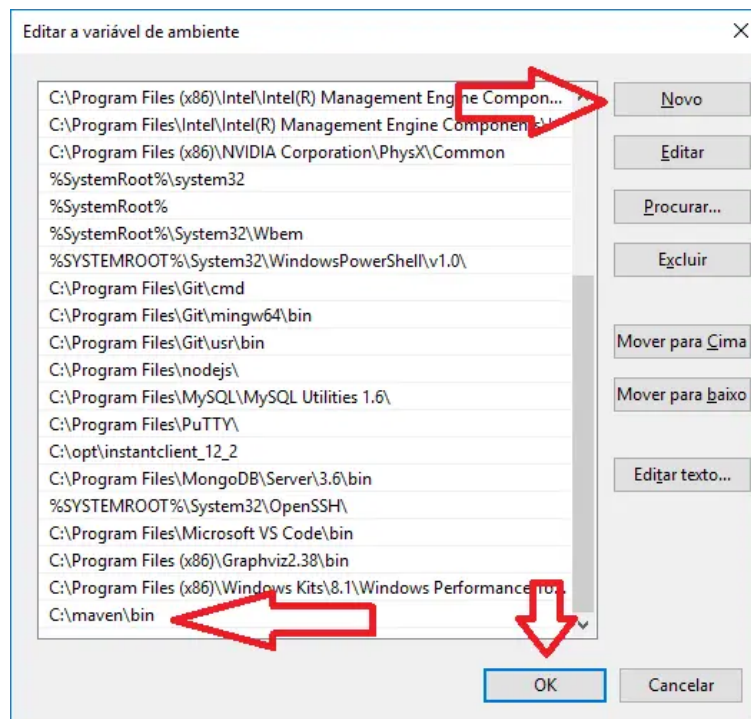 Editar a variável de ambiente
C:\Program Files (x86)\Intel\Intel(R) Management Engine Compon...
C:\Program Files\Intel\Intel(R) Management Engine Components\
C:\Program Files (x86)\NVIDIA Corporation\PhysX\Common
%SystemRoot%\system32
%SystemRoot%
%SystemRoot%\System32\Wbem
%SYSTEMROOT%\System32\WindowsPowerShell\v1.0\
C:\Program Files\Git\cmd
C:\Program Files\Git\mingw64\bin
C:\Program Files\Git\usr\bin
C:\Program Files\nodejs\
C:\Program Files\MySQL\MySQL Utilities 1.6\
C:\Program Files\PuTTY\
C:\opt\instantclient_12_2
C:\Program Files\MongoDB\Server\3.6\bin
%SYSTEMROOT%\System32\OpenSSH\
C:\Program Files\Microsoft VS Code\bin
C:\Program Files (x86)\Graphviz2.38\bin
C:\Program Files (x86)\Windows Kits\8.1\Windows Performance To...
C:\maven\bin
Novo
Editar
Procurar...
Excluir
Mover para Cima
Mover para baixo
Editar texto...
OK
Cancelar